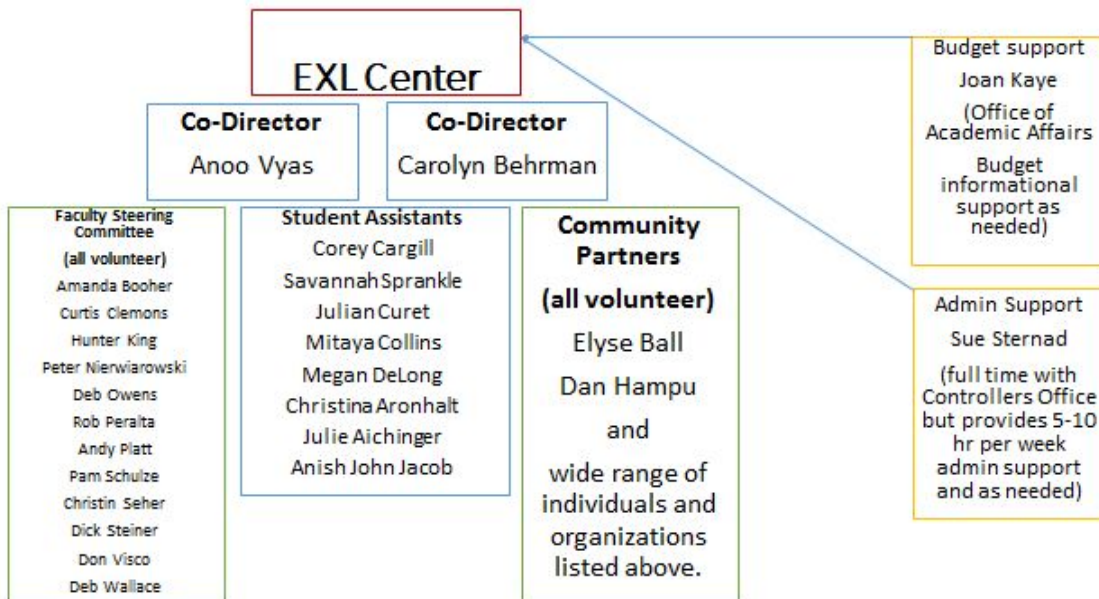 EXL Center
Co-Director
Anoo Vyas
Co-Director
Carolyn Behrman
Faculty Steering
Committee
(all volunteer)
Amanda Booher
Curtis Clemons
Hunter King
Peter Nierwiarowski
Deb Owens
Rob Peralta
Andy Platt
Pam Schulze
Christin Seher
Dick Steiner
Don Visco
Deb Wallace
Student Assistants
Corey Cargill
Savannah Sprankle
Julian Curet
Mitaya Collins
Megan DeLong
Christina Aronhalt
Julie Aichinger
Anish John Jacob
Community
Partners
(all volunteer)
Elyse Ball
Dan Hampu
and
wide range of
individuals and
organizations
listed above.
Budget support
Joan Kaye
(Office of
Academic Affairs
Budget
informational
support as
needed)
Admin Support
Sue Sternad
(full time with
Controllers Office
but provides 5-10
hr per week
admin support
and as needed)